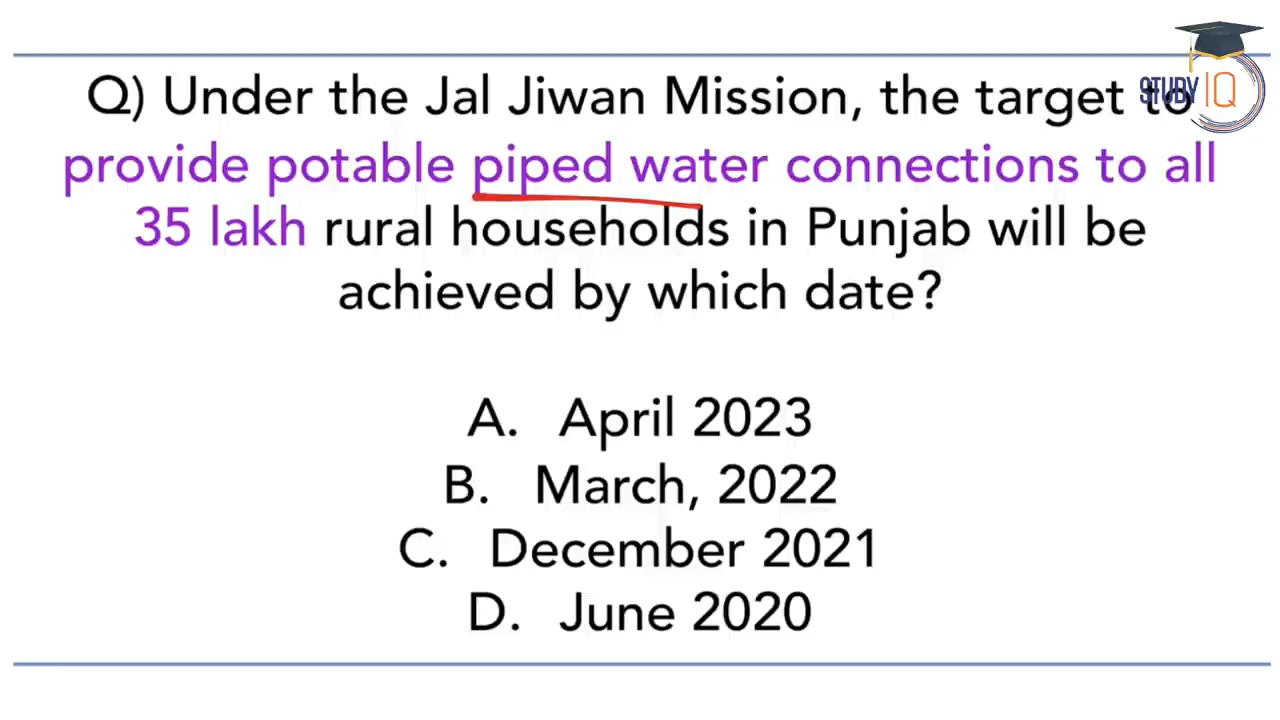 Q) Under the Jal Jiwan Mission, the target to
STUDY IQ
provide potable piped water connections to all
35 lakh rural households in Punjab will be
achieved by which date?
A. April 2023
B. March, 2022
C. December 2021
D. June 2020